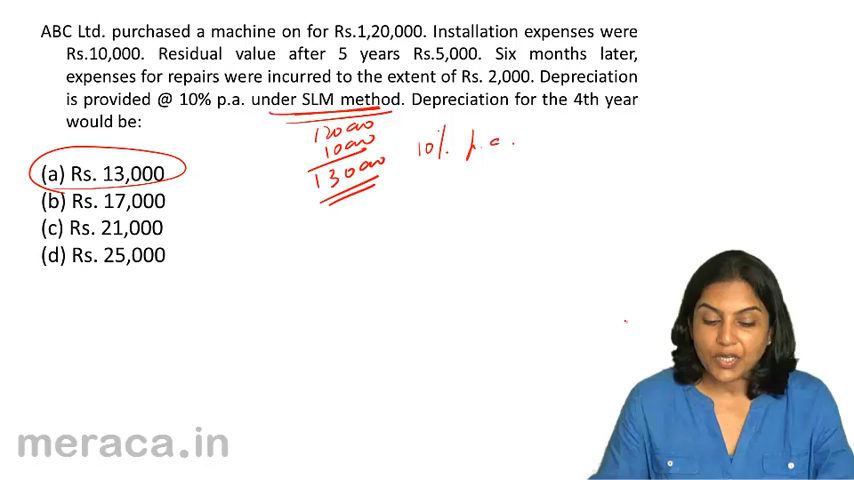 ABC Ltd. purchased a machine on for Rs.1,20,000. Installation expenses were
Rs.10,000. Residual value after 5 years Rs.5,000. Six months later,
expenses for repairs were incurred to the extent of Rs. 2,000. Depreciation
is provided @ 10% p.a. under SLM method. Depreciation for the 4th year
would be:
120000
10000
130000
10% p.a.
(a) Rs. 13,000
(b) Rs. 17,000
(c) Rs. 21,000
(d) Rs. 25,000
meraca.in